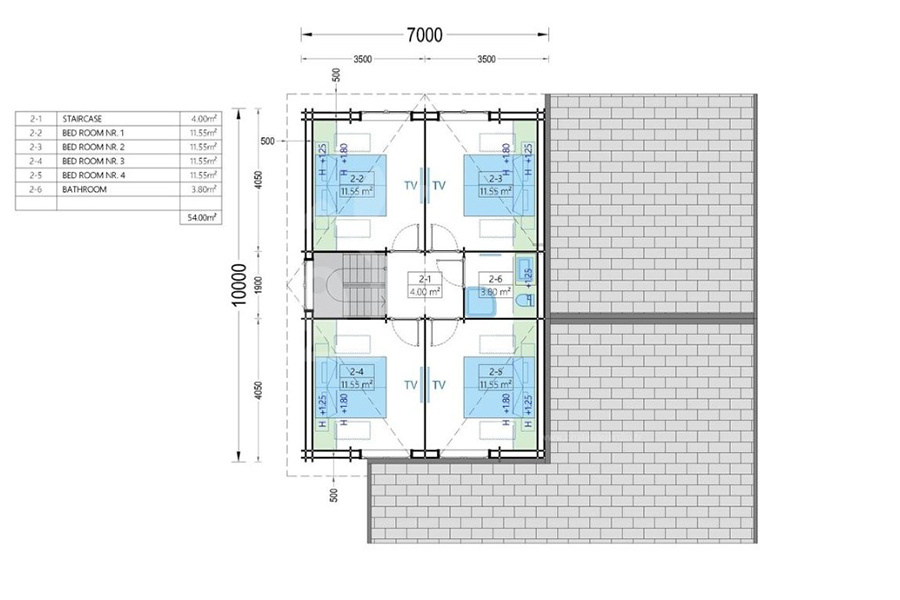 7000
3500 3500
500
2-1 STAIRCASE 4.00m²
2-2 BED ROOM NR. 1 11.55m²
2-3 BED ROOM NR. 2 11.55m²
2-4 BED ROOM NR. 3 11.55m²
2-5 BED ROOM NR. 4 11.55m²
2-6 BATHROOM 3.80m²
54.00m²
500
10000
4050
1900
4050
H +1.25
H +1.80
2-2
11.55 m²
TV
TV
2-3
11.55 m²
H +1.80
H +1.25
2-1
4.00 m²
2-6
3.80 m²
+1.25
2-4
11.55 m²
H +1.25
H +1.80
TV
TV
2-5
11.55 m²
H +1.80
H +1.25
500